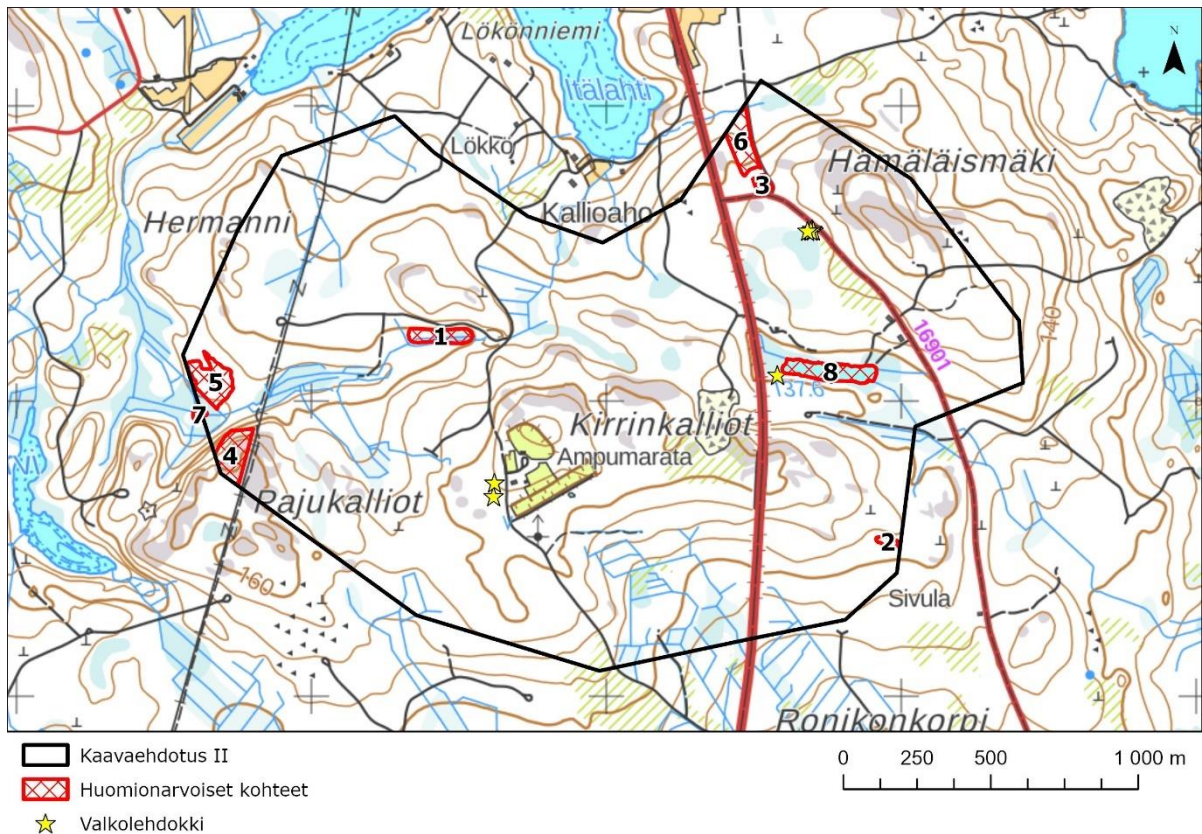 Lökönniemi
N
Itälahti
6
Hämäläismäki
Lökkö
3
Hermanni
Kallioaho
N
1
140
16901
5
8
137.6
7
Kirrinkalliot
4
Ampumarata
Rajukalliot
N
2
160
Sivula
Ronikonkorpi
Kaavaehdotus II
Huomionarvoiset kohteet
Valkolehdokki
0 250 500 1 000 m